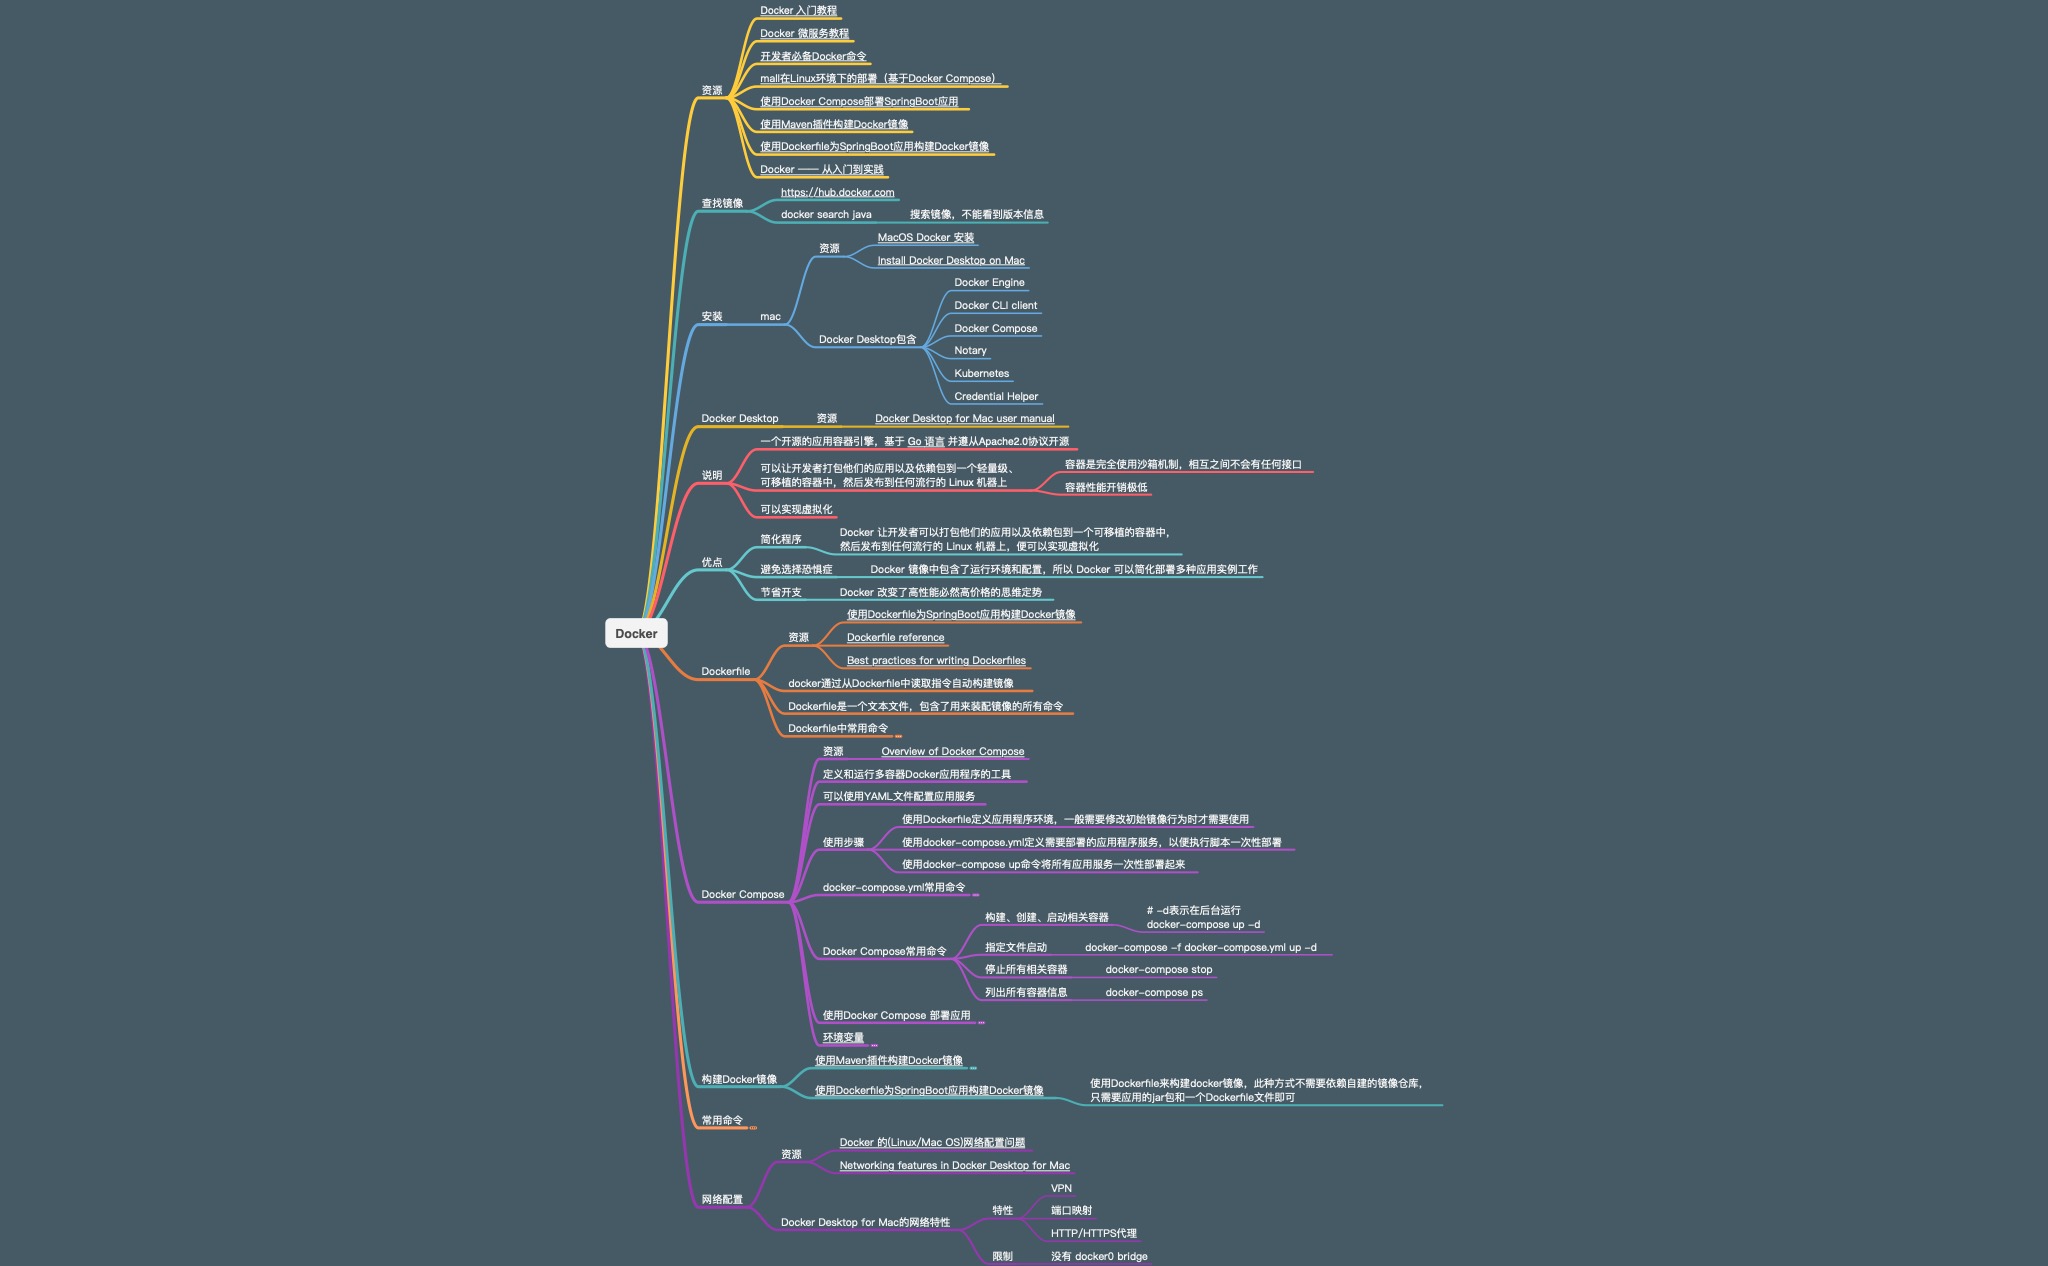 Docker
资源
Docker 入门教程
Docker 微服务教程
开发者必备Docker命令
mall在Linux环境下的部署（基于Docker Compose）
使用Docker Compose部署SpringBoot应用
使用Maven插件构建Docker镜像
使用Dockerfile为SpringBoot应用构建Docker镜像
Docker —— 从入门到实践
查找镜像
https://hub.docker.com
docker search java
搜索镜像，不能看到版本信息
安装
mac
资源
MacOS Docker 安装
Install Docker Desktop on Mac
Docker Desktop包含
Docker Engine
Docker CLI client
Docker Compose
Notary
Kubernetes
Credential Helper
Docker Desktop
资源
Docker Desktop for Mac user manual
说明
一个开源的应用容器引擎，基于 Go 语言 并遵从Apache2.0协议开源
可以让开发者打包他们的应用以及依赖包到一个轻量级、
可移植的容器中，然后发布到任何流行的 Linux 机器上
容器是完全使用沙箱机制，相互之间不会有任何接口
容器性能开销极低
可以实现虚拟化
优点
简化程序
Docker 让开发者可以打包他们的应用以及依赖包到一个可移植的容器中，
然后发布到任何流行的 Linux 机器上，便可以实现虚拟化
避免选择恐惧症
Docker 镜像中包含了运行环境和配置，所以 Docker 可以简化部署多种应用实例工作
节省开支
Docker 改变了高性能必然高价格的思维定势
Dockerfile
资源
使用Dockerfile为SpringBoot应用构建Docker镜像
Dockerfile reference
Best practices for writing Dockerfiles
docker通过从Dockerfile中读取指令自动构建镜像
Dockerfile是一个文本文件，包含了用来装配镜像的所有命令
Dockerfile中常用命令
Docker Compose
资源
Overview of Docker Compose
定义和运行多容器Docker应用程序的工具
可以使用YAML文件配置应用服务
使用步骤
使用Dockerfile定义应用程序环境，一般需要修改初始镜像行为时才需要使用
使用docker-compose.yml定义需要部署的应用程序服务，以便执行脚本一次性部署
使用docker-compose up命令将所有应用服务一次性部署起来
docker-compose.yml常用命令
Docker Compose常用命令
构建、创建、启动相关容器
# -d表示在后台运行
docker-compose up -d
指定文件启动
docker-compose -f docker-compose.yml up -d
停止所有相关容器
docker-compose stop
列出所有容器信息
docker-compose ps
使用Docker Compose 部署应用
环境变量
构建Docker镜像
使用Maven插件构建Docker镜像
使用Dockerfile为SpringBoot应用构建Docker镜像
使用Dockerfile来构建docker镜像，此种方式不需要依赖自建的镜像仓库，
只需要应用的jar包和一个Dockerfile文件即可
常用命令
网络配置
资源
Docker 的(Linux/Mac OS)网络配置问题
Networking features in Docker Desktop for Mac
Docker Desktop for Mac的网络特性
特性
VPN
端口映射
HTTP/HTTPS代理
限制
没有 docker0 bridge